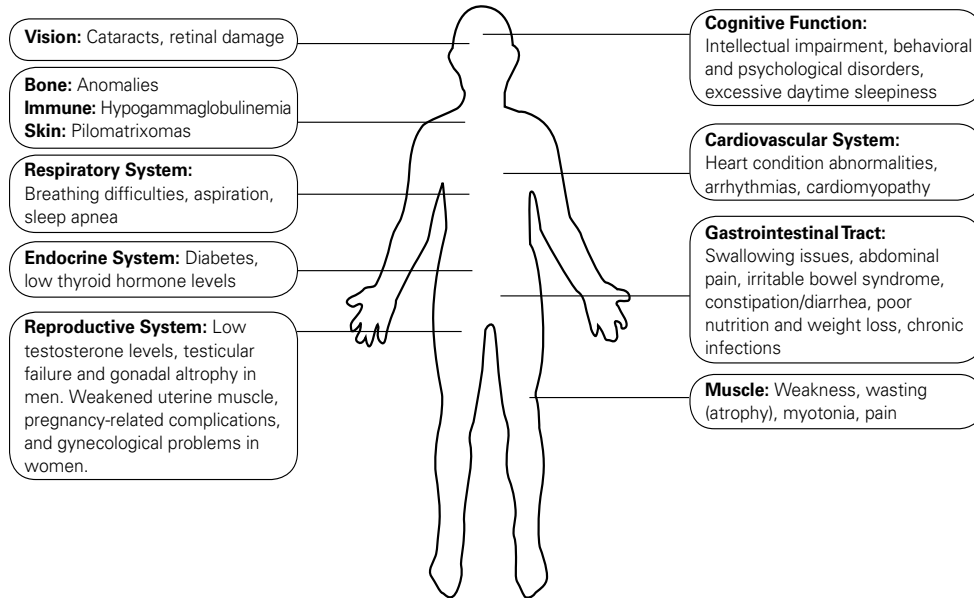 Vision: Cataracts, retinal damage
Bone: Anomalies
Immune: Hypogammaglobulinemia
Skin: Pilomatrixomas
Respiratory System:
Breathing difficulties, aspiration,
sleep apnea
Endocrine System: Diabetes,
low thyroid hormone levels
Reproductive System: Low
testosterone levels, testicular
failure and gonadal altrophy in
men. Weakened uterine muscle,
pregnancy-related complications,
and gynecological problems in
women.
Cognitive Function:
Intellectual impairment, behavioral
and psychological disorders,
excessive daytime sleepiness
Cardiovascular System:
Heart condition abnormalities,
arrhythmias, cardiomyopathy
Gastrointestinal Tract:
Swallowing issues, abdominal
pain, irritable bowel syndrome,
constipation/diarrhea, poor
nutrition and weight loss, chronic
infections
Muscle: Weakness, wasting
(atrophy), myotonia, pain